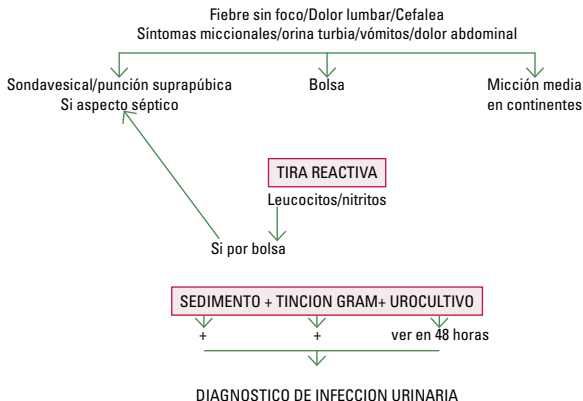 Fiebre sin foco/Dolor lumbar/Cefalea
Síntomas miccionales/orina turbia/vómitos/dolor abdominal
Sondavesical/punción suprapúbica
Si aspecto séptico
Bolsa
Micción media
en continentes
TIRA REACTIVA
Leucocitos/nitritos
Si por bolsa
SEDIMENTO + TINCION GRAM+ UROCULTIVO
+
+
ver en 48 horas
DIAGNOSTICO DE INFECCION URINARIA